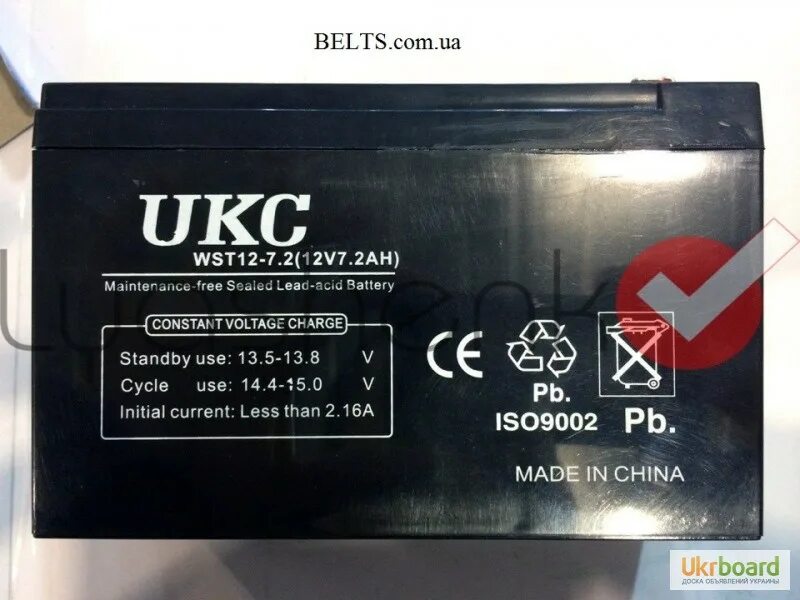 BELTS.com.ua
UKC
WST12-7.2(12V7.2AH)
Maintenance-free Sealed Lead-acid Battery
CONSTANT VOLTAGE CHARGE
Standby use: 13.5-13.8 V
Cycle use: 14.4-15.0 V
Initial current: Less than 2.16A
CE
Pb.
ISO9002
Pb.
MADE IN CHINA
Ukrboard
ДОСКА ОБЪЯВЛЕНИЙ УКРАИНЫ